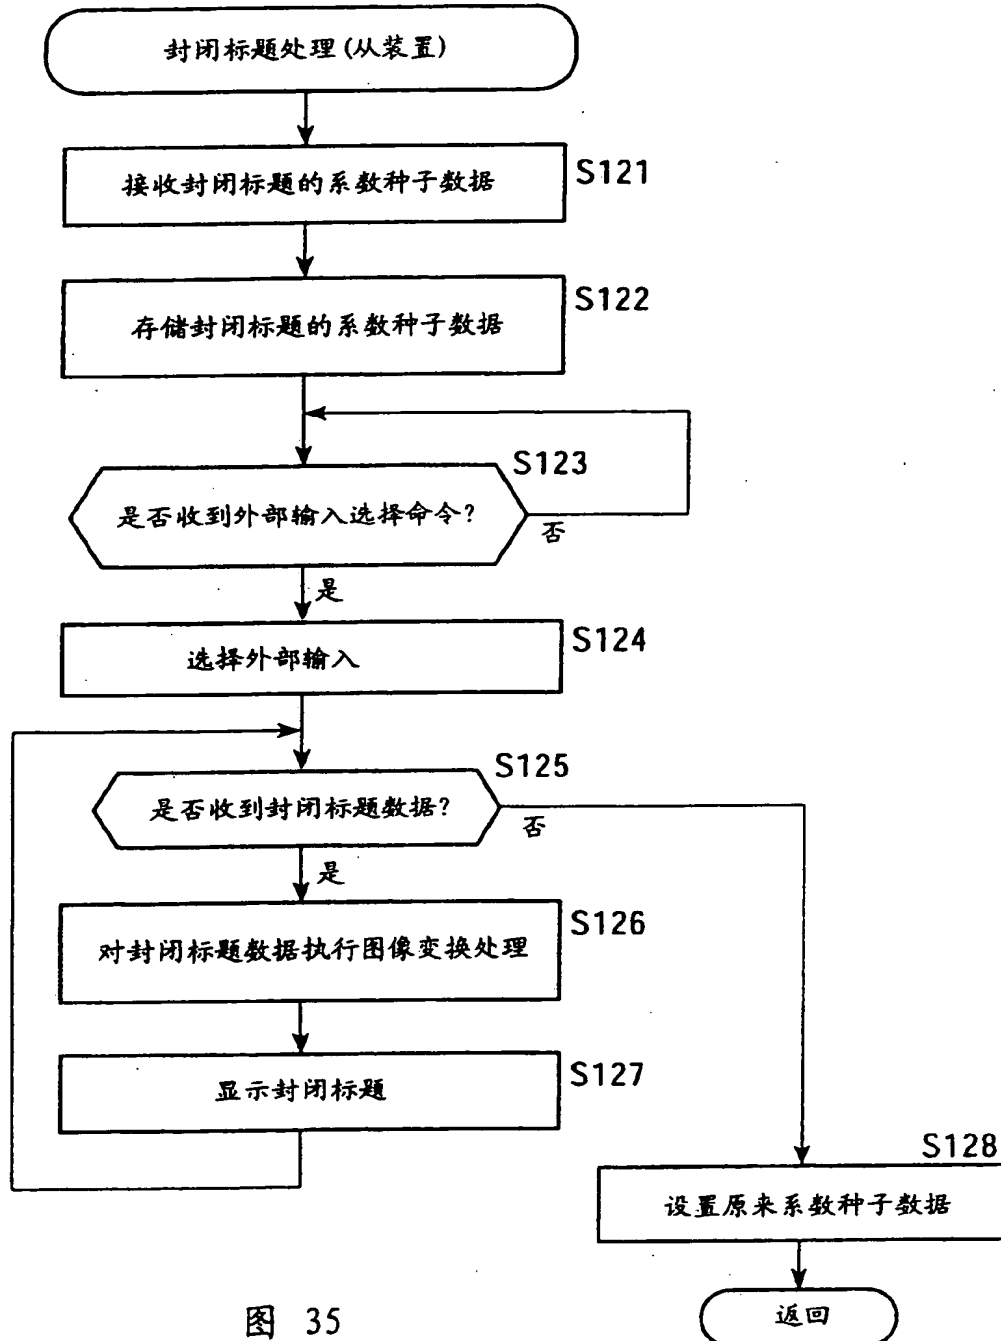 封闭标题处理(从装置)
接收封闭标题的系数种子数据
S121
存储封闭标题的系数种子数据
S122
S123
是否收到外部输入选择命令?
否
是
选择外部输入
S124
S125
是否收到封闭标题数据?
否
是
对封闭标题数据执行图像变换处理
S126
显示封闭标题
S127
S128
设置原来系数种子数据
返回
图 35